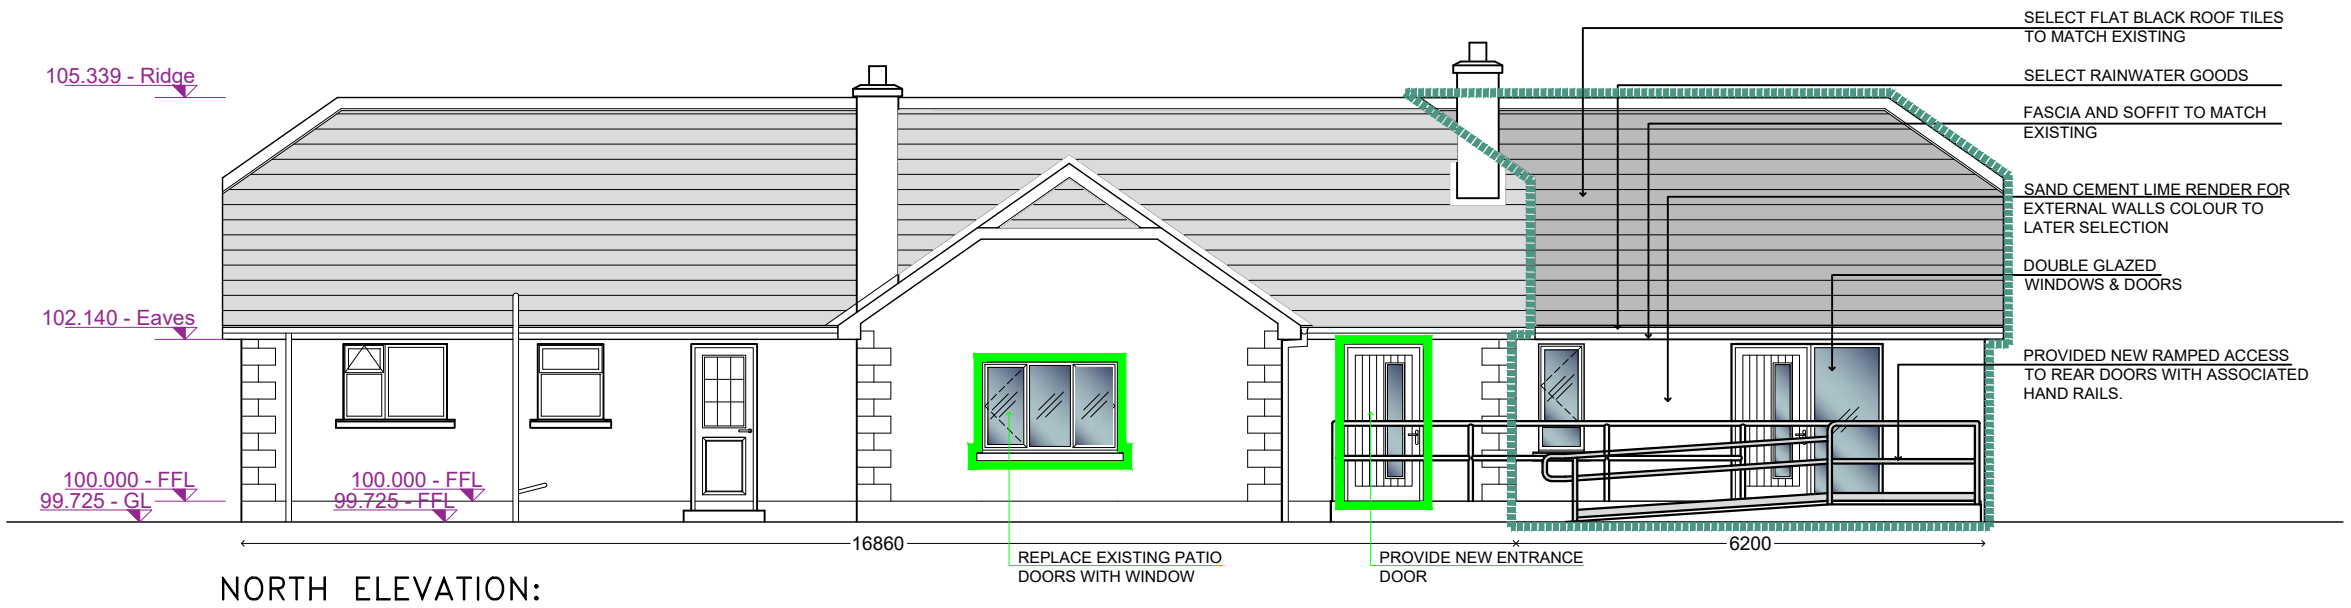 SELECT FLAT BLACK ROOF TILES
TO MATCH EXISTING
105.339 - Ridge
SELECT RAINWATER GOODS
FASCIA AND SOFFIT TO MATCH
EXISTING
SAND CEMENT LIME RENDER FOR
EXTERNAL WALLS COLOUR TO
LATER SELECTION
DOUBLE GLAZED
WINDOWS & DOORS
102.140 - Eaves
PROVIDED NEW RAMPED ACCESS
TO REAR DOORS WITH ASSOCIATED
HAND RAILS.
100.000 - FFL
99.725 - GL
100.000 - FFL
99.725 - FFL
16860
6200
REPLACE EXISTING PATIO
DOORS WITH WINDOW
PROVIDE NEW ENTRANCE
DOOR
NORTH ELEVATION: